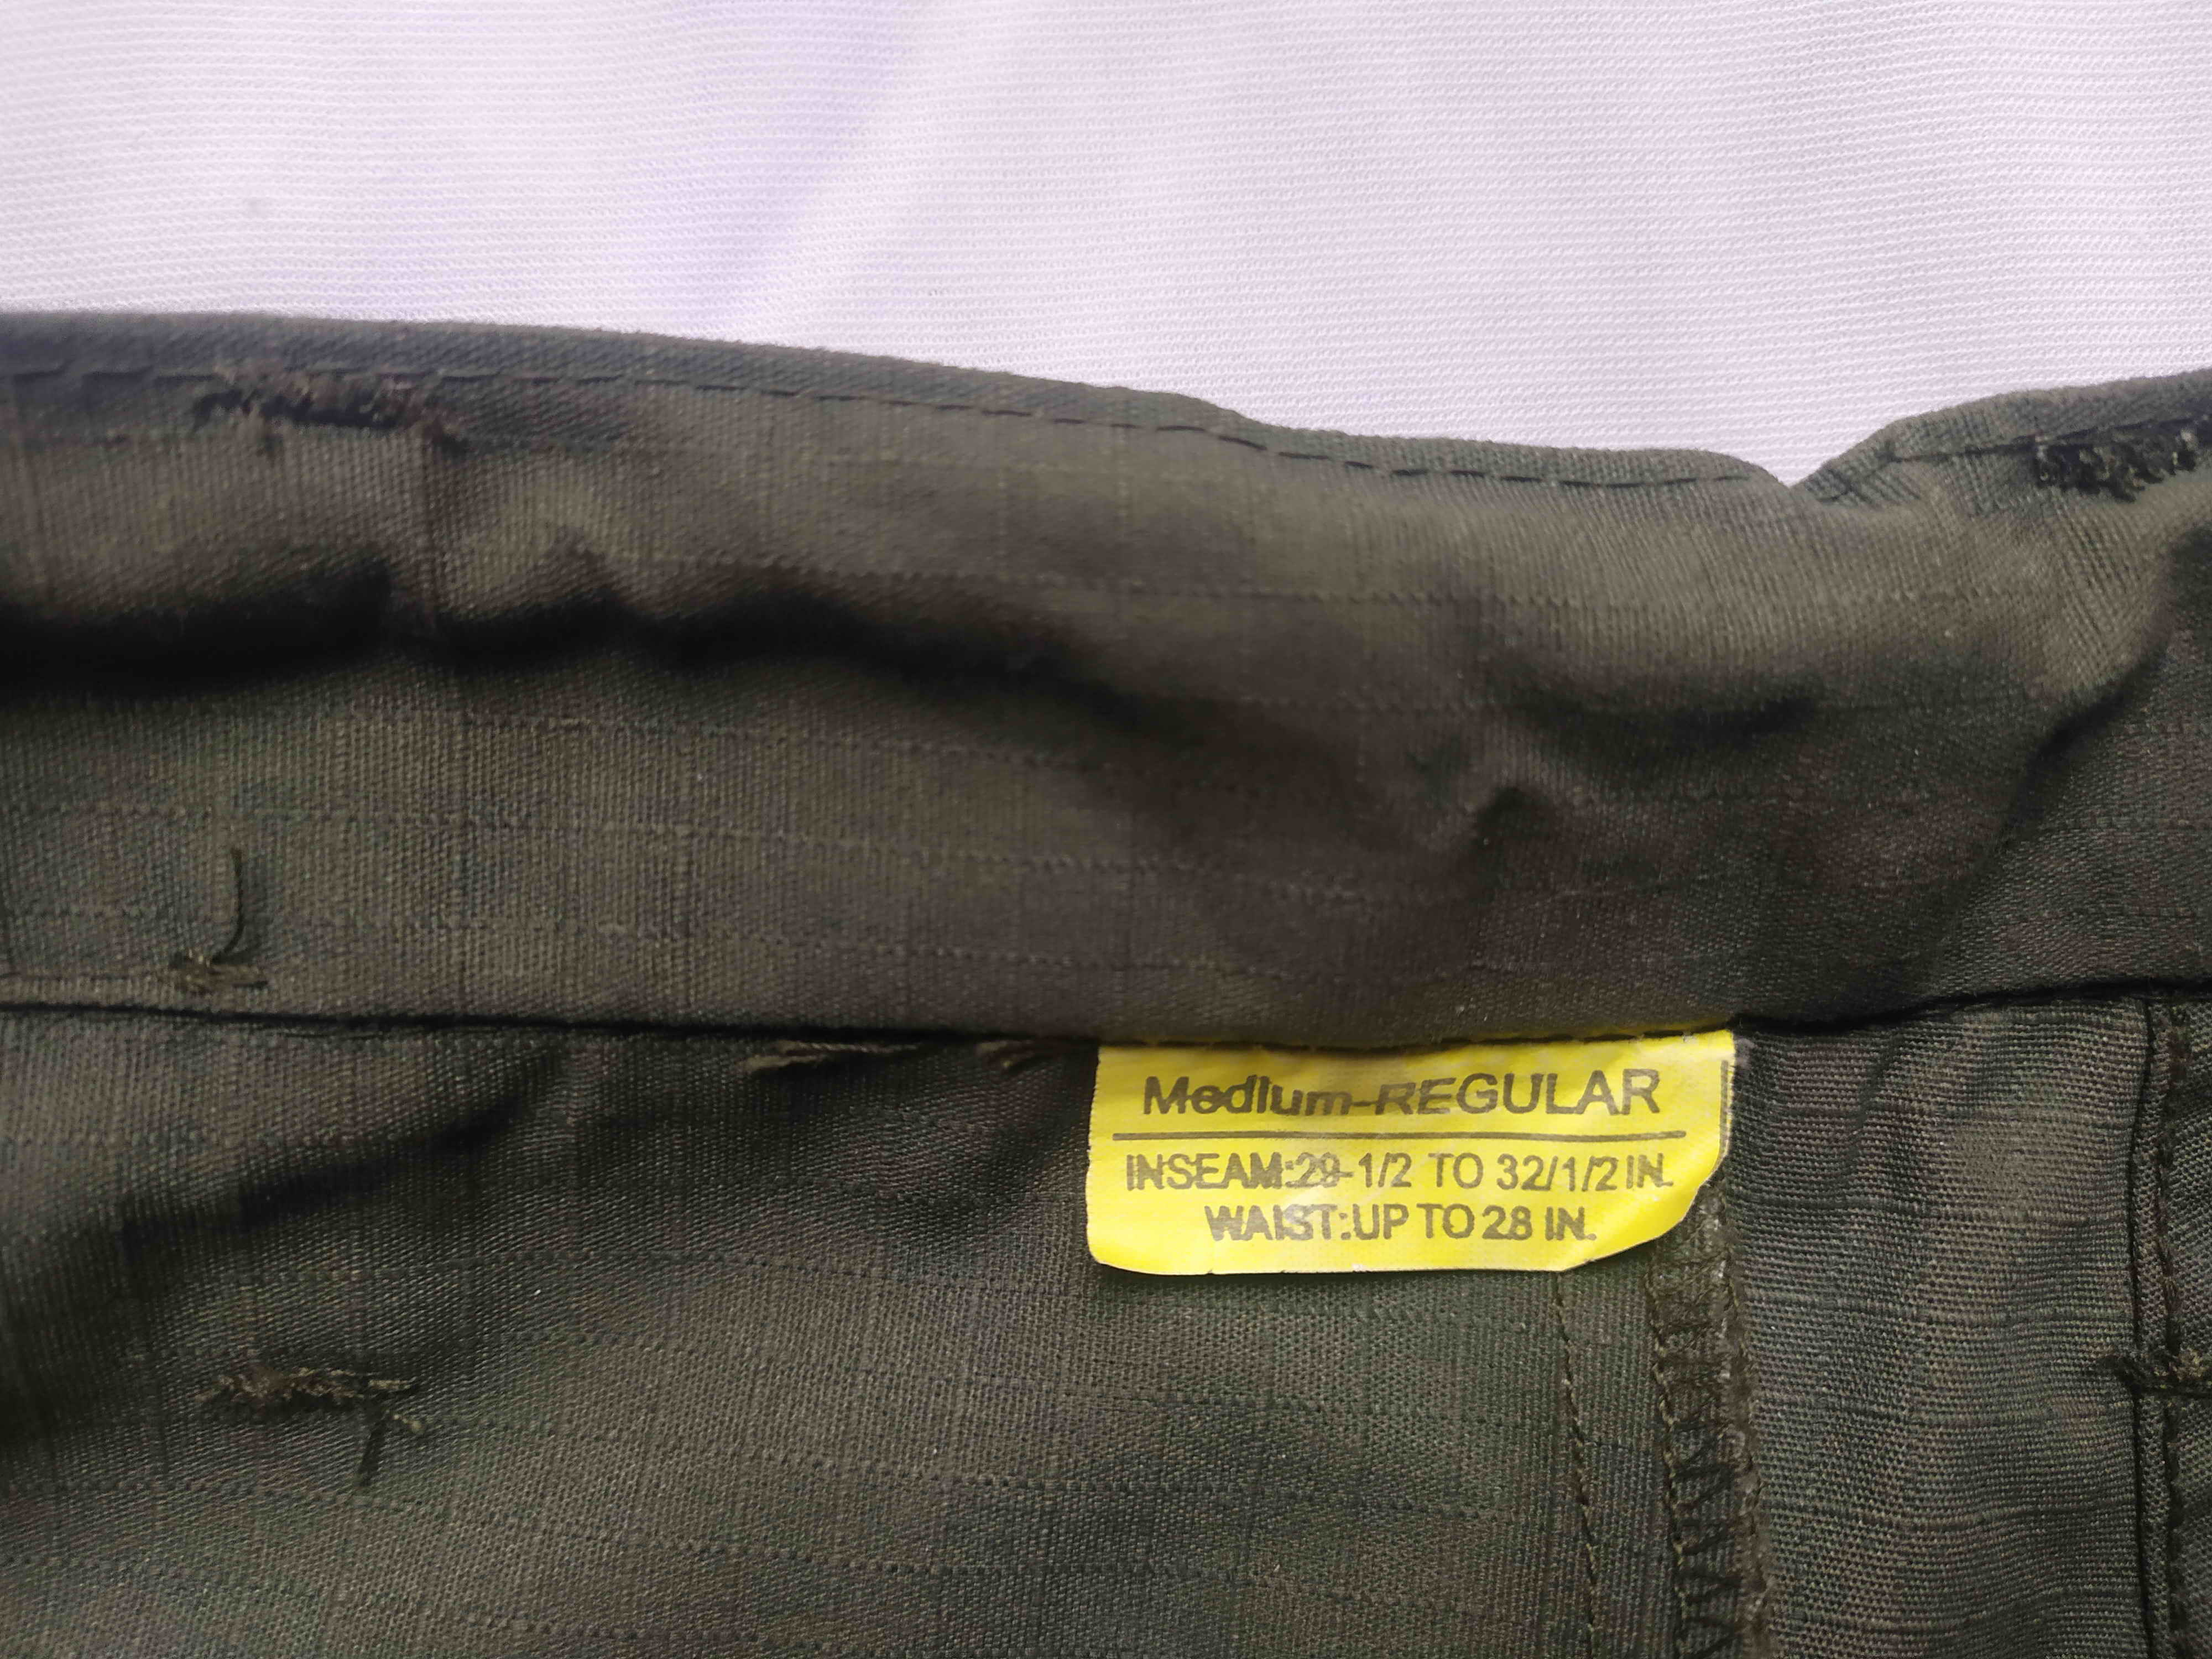 Medium-REGULAR
INSEAM:29-1/2 TO 32/1/2 IN.
WAIST:UP TO 28 IN.